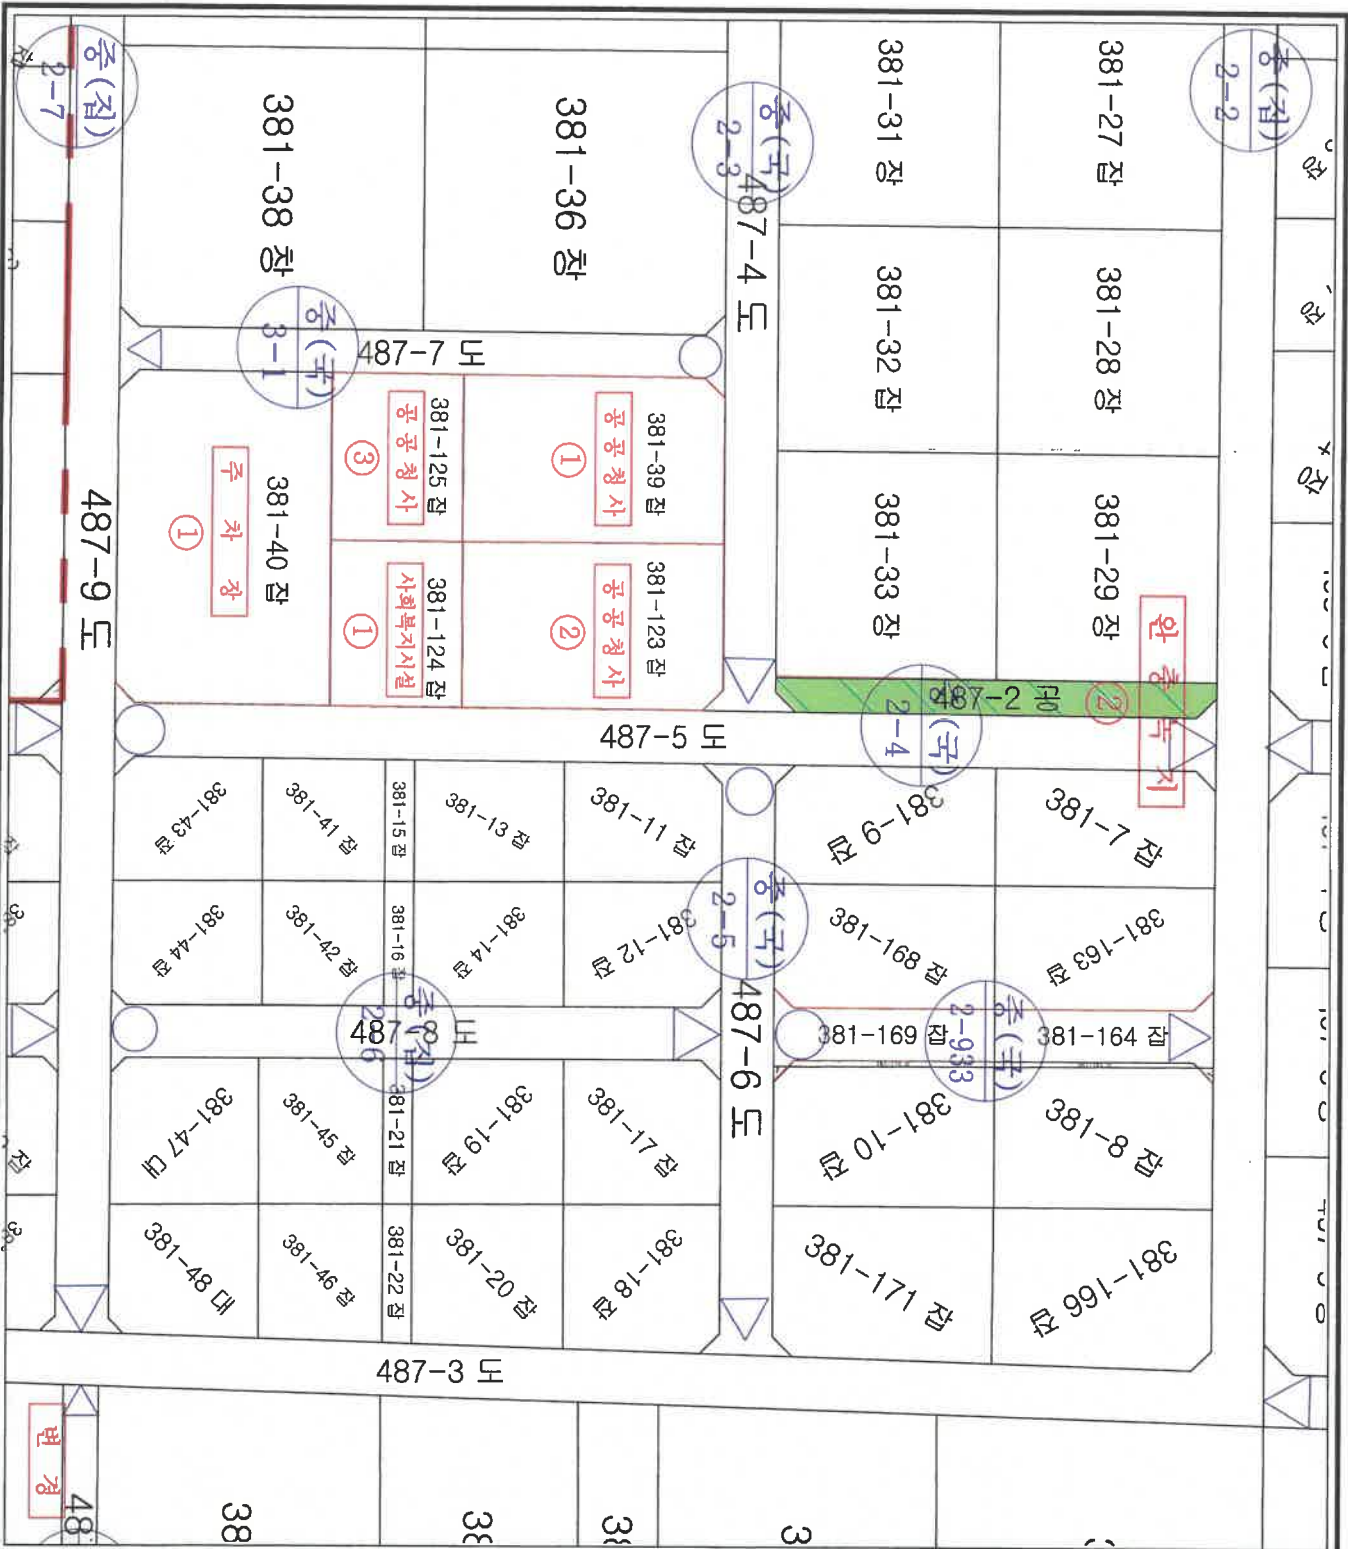 중(집)
2-7
중(국)
2-3
중(집)
2-2
381-38 창
381-36 창
381-31 장
381-27 잡
487-4 도
381-32 잡
381-28 장
중(국)
3-1
487-7 도
381-125 잡
공공청사
③
381-39 잡
공공청사
①
381-33 장
381-29 장
381-40 잡
주차장
①
487-9 도
381-124 잡
사회복지시설
①
381-123 잡
공공청사
②
완충녹지
②
487-2 공
(국)
2-4
487-5 도
381-43 잡
381-41 잡
381-15 잡
381-13 잡
381-11 잡
381-9 잡
381-7 잡
381-44 잡
381-42 잡
381-16 잡
381-14 잡
381-12 잡
중(국)
2-5
381-168 잡
381-163 잡
487-8 도
중(집)
2-6
487-6 도
381-169 잡
중(국)
2-933
381-164 잡
381-47 대
381-45 잡
381-21 잡
381-19 잡
381-17 잡
381-10 잡
381-8 잡
381-48 대
381-46 잡
381-22 잡
381-20 잡
381-18 잡
381-171 잡
381-166 잡
487-3 도
변경
48
38